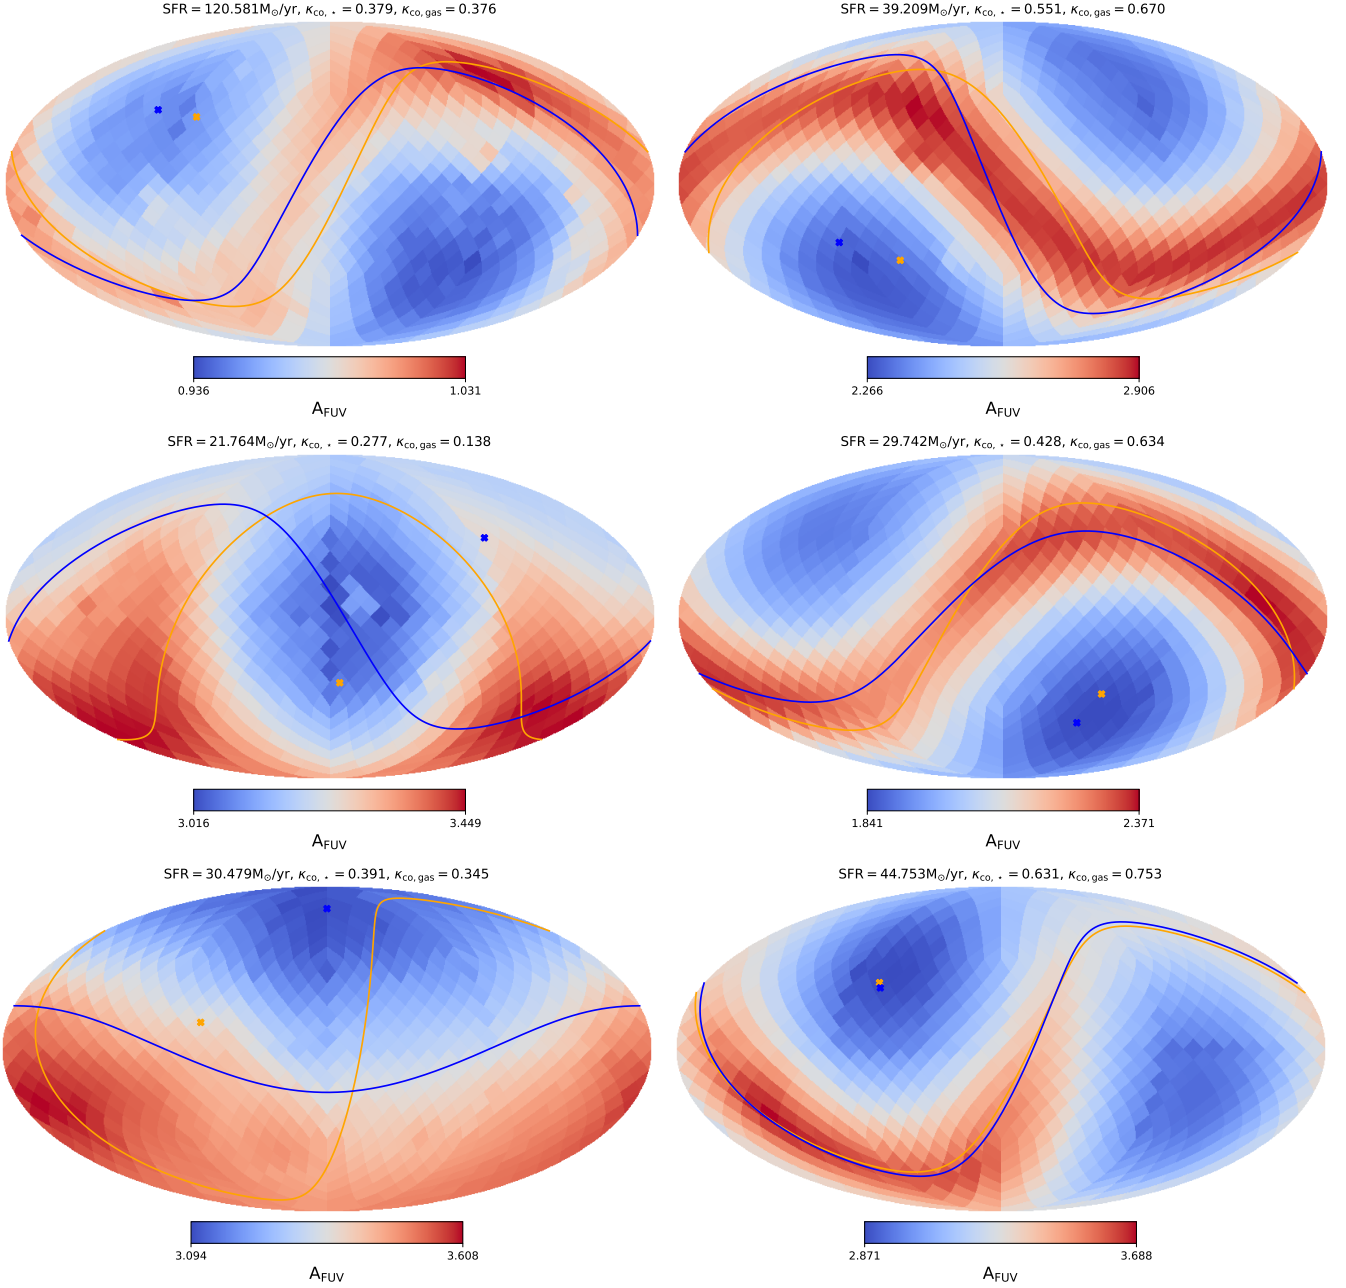 SFR = 120.581M⊙/yr, κco, ⋆ = 0.379, κco, gas = 0.376
SFR = 39.209M⊙/yr, κco, ⋆ = 0.551, κco, gas = 0.670
0.936 1.031
AFUV
2.266 2.906
AFUV
SFR = 21.764M⊙/yr, κco, ⋆ = 0.277, κco, gas = 0.138
SFR = 29.742M⊙/yr, κco, ⋆ = 0.428, κco, gas = 0.634
3.016 3.449
AFUV
1.841 2.371
AFUV
SFR = 30.479M⊙/yr, κco, ⋆ = 0.391, κco, gas = 0.345
SFR = 44.753M⊙/yr, κco, ⋆ = 0.631, κco, gas = 0.753
3.094 3.608
AFUV
2.871 3.688
AFUV